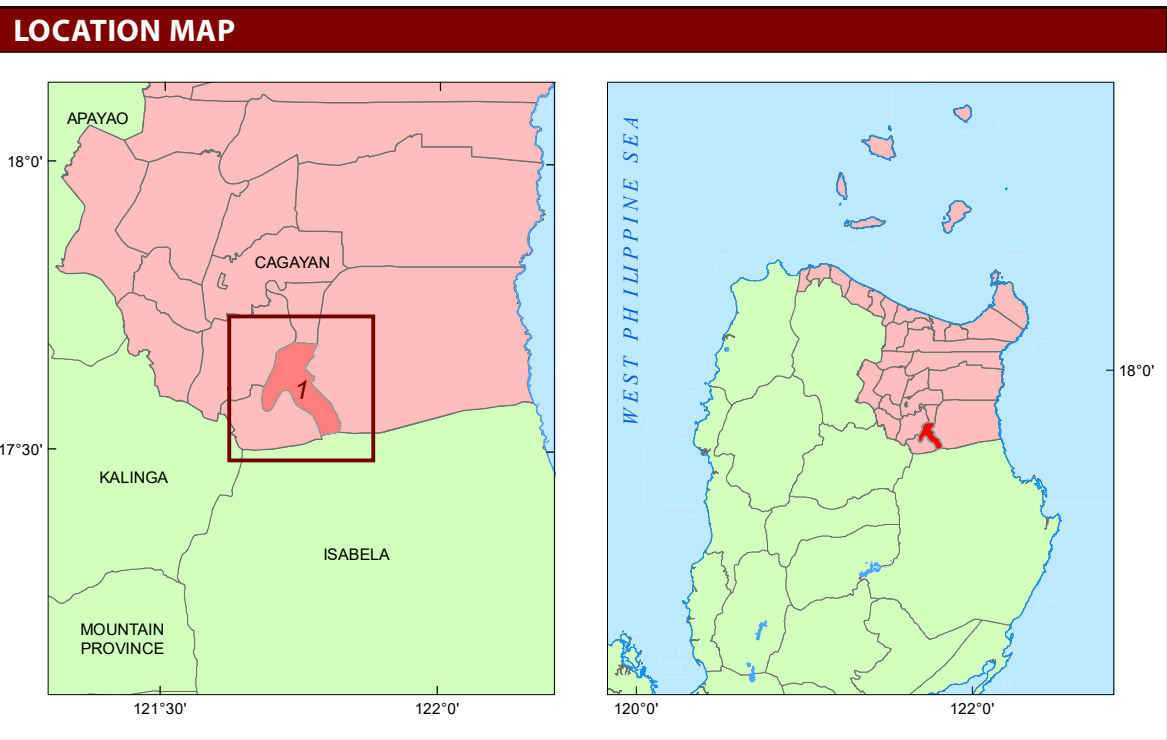 LOCATION MAP
APAYAO
18°0'
CAGAYAN
1
17°30'
KALINGA
ISABELA
MOUNTAIN
PROVINCE
121°30'
122°0'
WEST PHILIPPINE SEA
18°0'
120°0'
122°0'